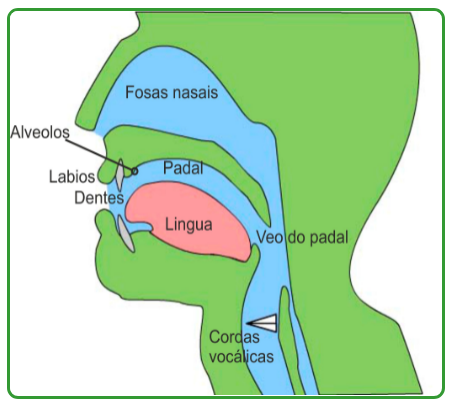 Fosas nasais
Alveolos
Padal
Labios
Dentes
Lingua
Veo do padal
Cordas
vocálicas